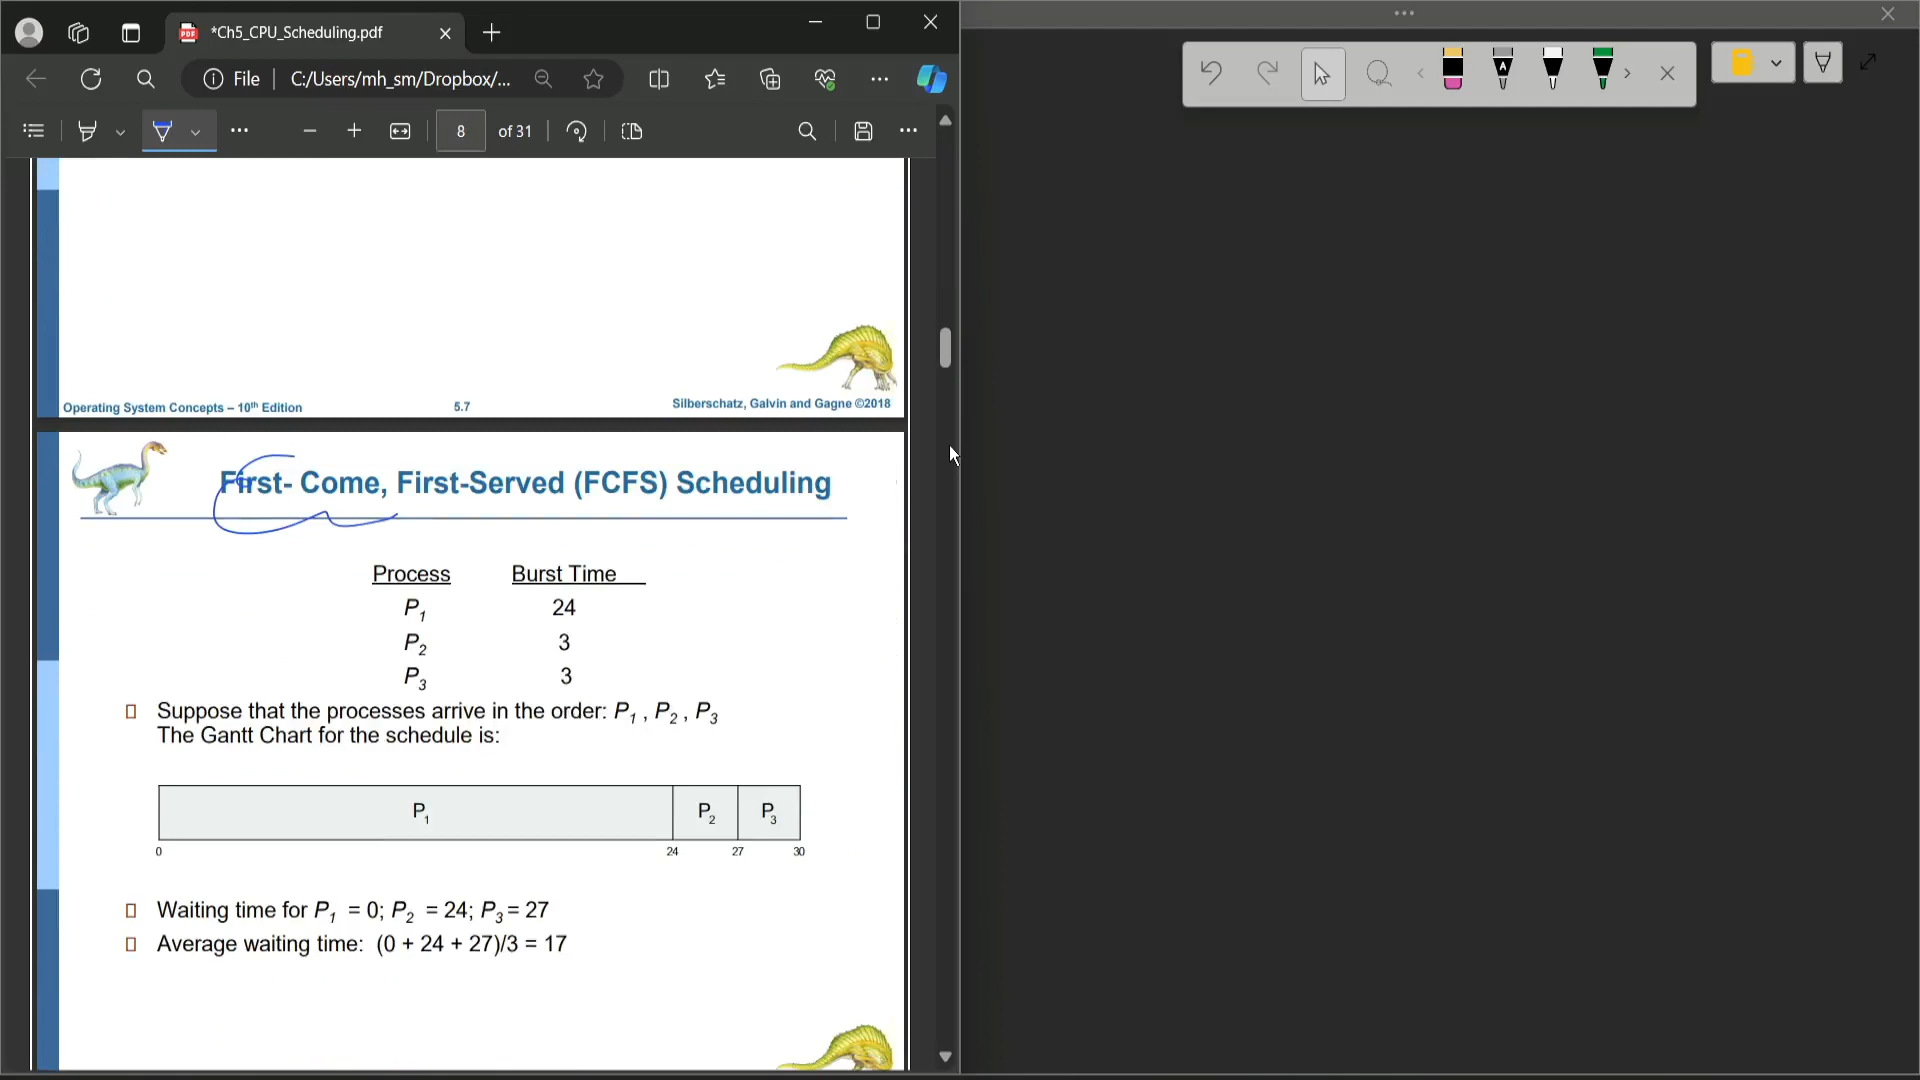 *Ch5_CPU_Scheduling.pdf
File
C:/Users/mh_sm/Dropbox/...
8 of 31
Operating System Concepts – 10th Edition
5.7
Silberschatz, Galvin and Gagne ©2018
First- Come, First-Served (FCFS) Scheduling
Process Burst Time
P1 24
P2 3
P3 3
Suppose that the processes arrive in the order: P1 , P2 , P3
The Gantt Chart for the schedule is:
P1 P2 P3
0 24 27 30
Waiting time for P1 = 0; P2 = 24; P3 = 27
Average waiting time: (0 + 24 + 27)/3 = 17